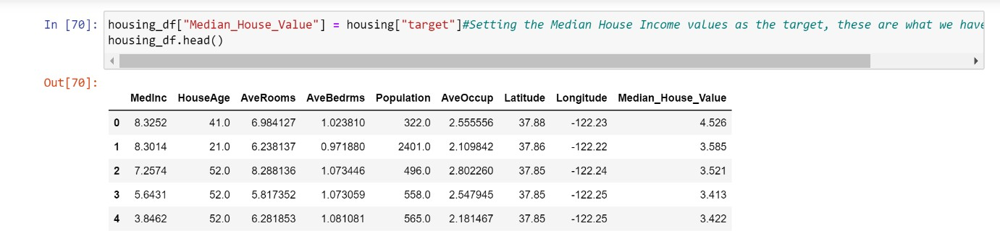 In [70]: housing_df["Median_House_Value"] = housing["target"]#Setting the Median House Income values as the target, these are what we have
housing_df.head()
Out[70]:
MedInc HouseAge AveRooms AveBedrms Population AveOccup Latitude Longitude Median_House_Value
0 8.3252 41.0 6.984127 1.023810 322.0 2.555556 37.88 -122.23 4.526
1 8.3014 21.0 6.238137 0.971880 2401.0 2.109842 37.86 -122.22 3.585
2 7.2574 52.0 8.288136 1.073446 496.0 2.802260 37.85 -122.24 3.521
3 5.6431 52.0 5.817352 1.073059 558.0 2.547945 37.85 -122.25 3.413
4 3.8462 52.0 6.281853 1.081081 565.0 2.181467 37.85 -122.25 3.422